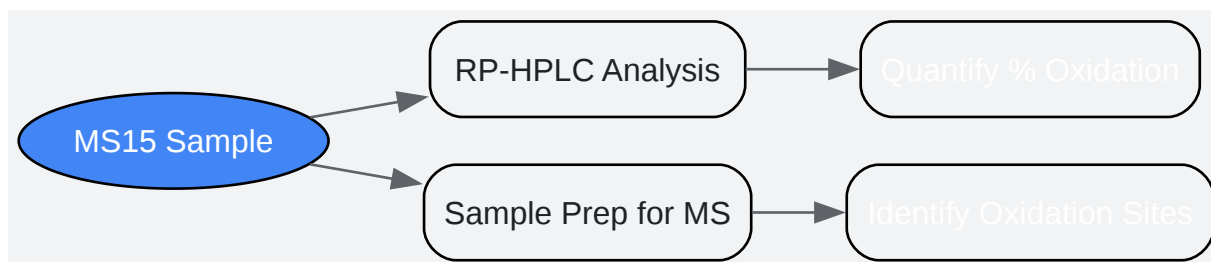 RP-HPLC Analysis
Quantify % Oxidation
MS15 Sample
Sample Prep for MS
Identify Oxidation Sites